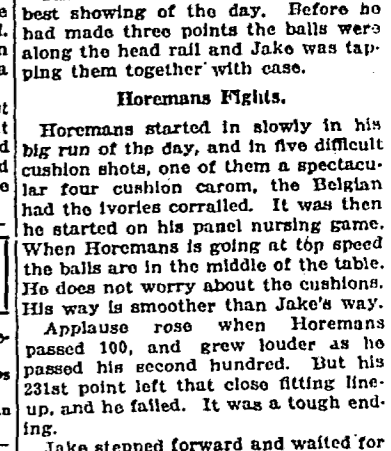 best showing of the day. Before he
had made three points the balls were
along the head rail and Jake was tap-
ping them together with ease.
Horemans Fights.
Horemans started in slowly in his
big run of the day, and in five difficult
cushion shots, one of them a spectacu-
lar four cushion carom, the Belgian
had the ivories corralled. It was then
he started on his panel nursing game.
When Horemans is going at top speed
the balls are in the middle of the table.
He does not worry about the cushions.
His way is smoother than Jake's way.
Applause rose when Horemans
passed 100, and grew louder as he
passed his second hundred. But his
231st point left that close fitting line-
up, and he failed. It was a tough end-
ing.
Jake stepped forward and waited for